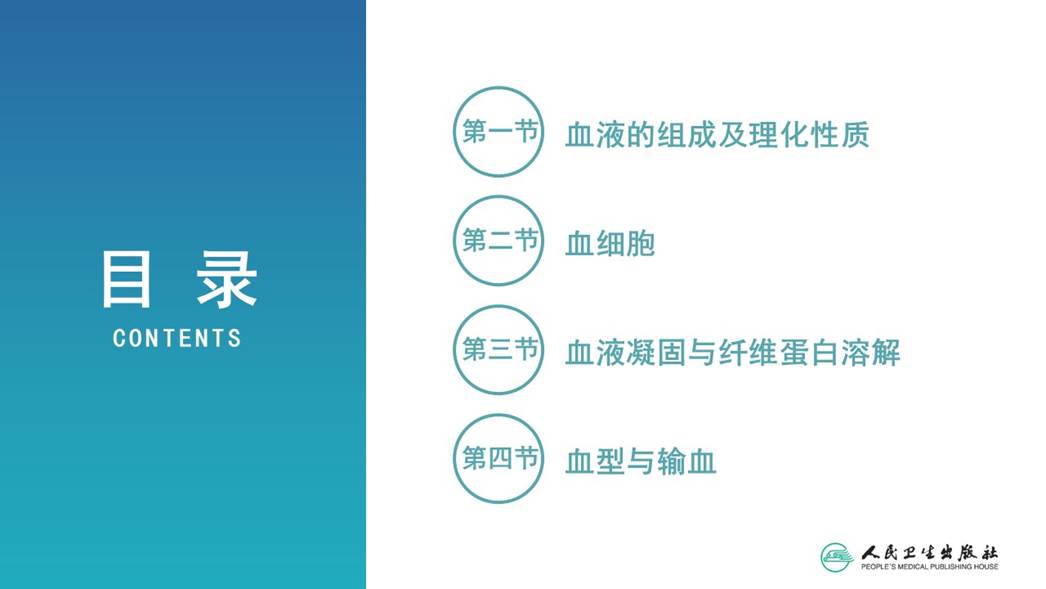 目 录
CONTENTS
第一节 血液的组成及理化性质
第二节 血细胞
第三节 血液凝固与纤维蛋白溶解
第四节 血型与输血
人民卫生出版社
PEOPLE'S MEDICAL PUBLISHING HOUSE